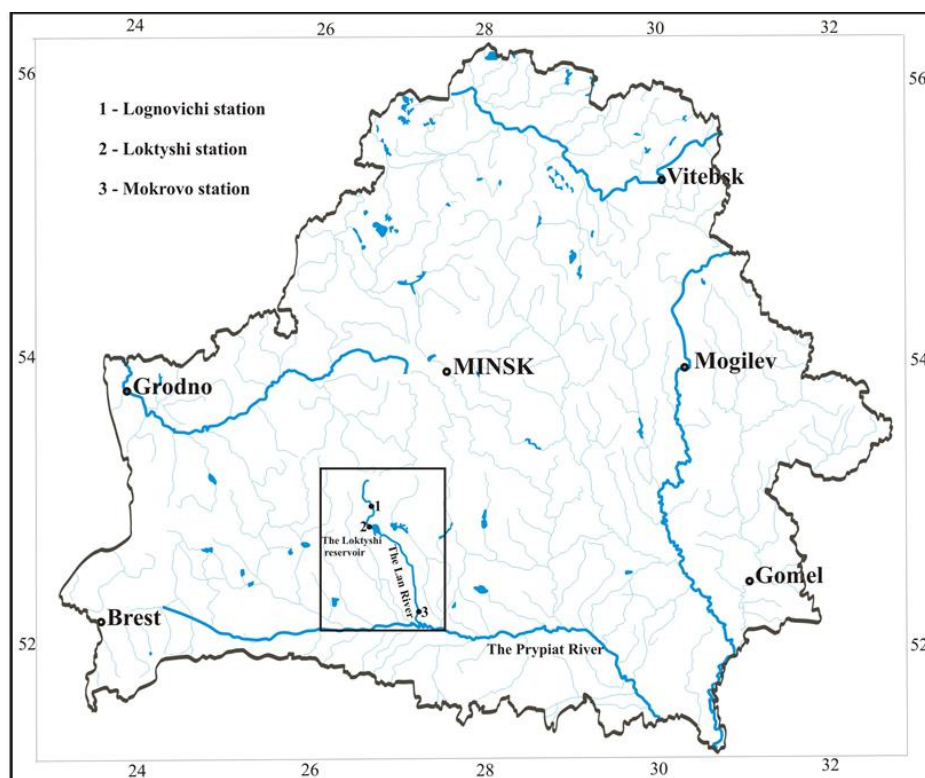 24 26 28 30 32
56 56
1 - Lognovichi station
2 - Loktyshi station
3 - Mokrovo station
Vitebsk
54 54
MINSK
Mogilev
Grodno
1
2
The Loktyshi
reservoir
The Lan River
3
Gomel
Brest
52 52
The Prypiat River
24 26 28 30 32